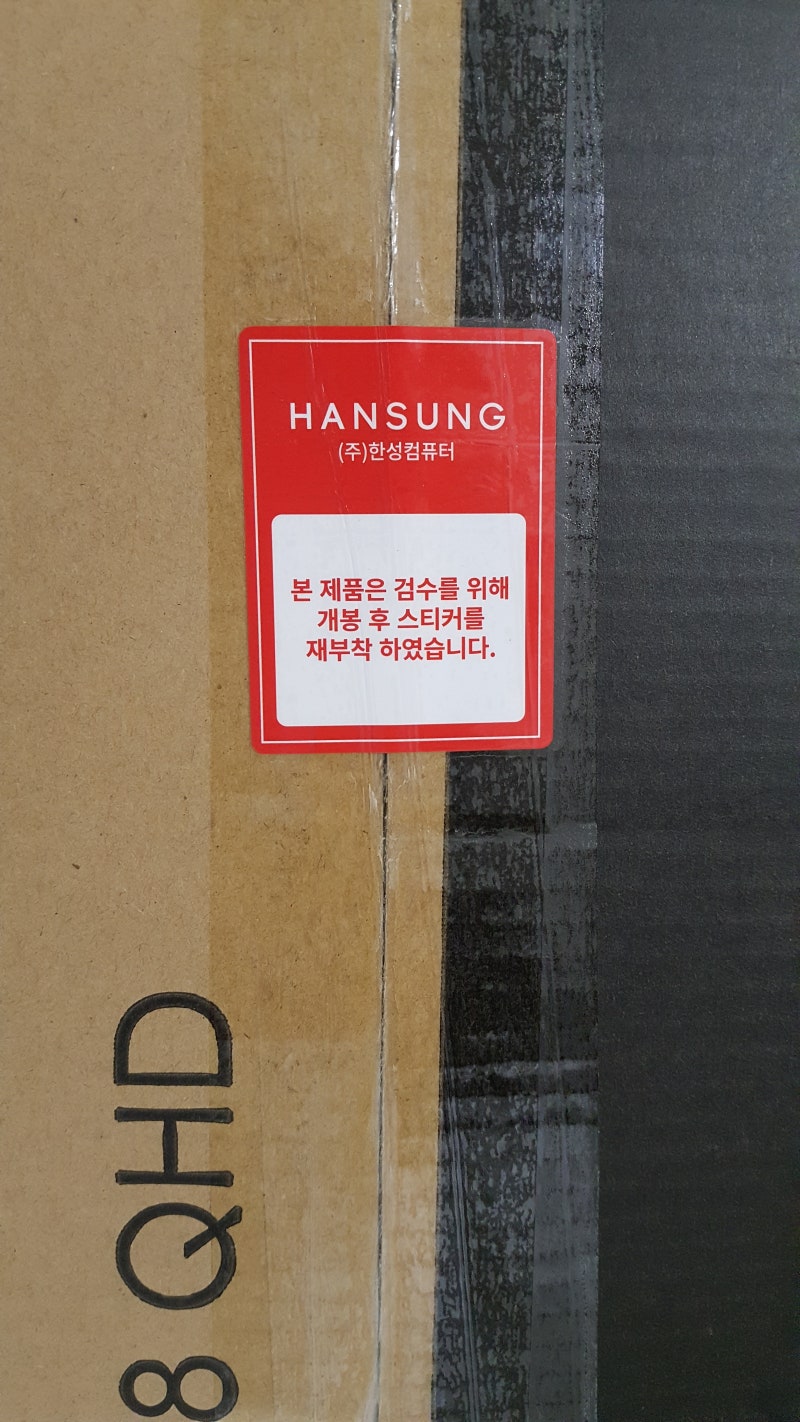 HANSUNG
(주)한성컴퓨터
본 제품은 검수를 위해
개봉 후 스티커를
재부착 하였습니다.
8 QHD